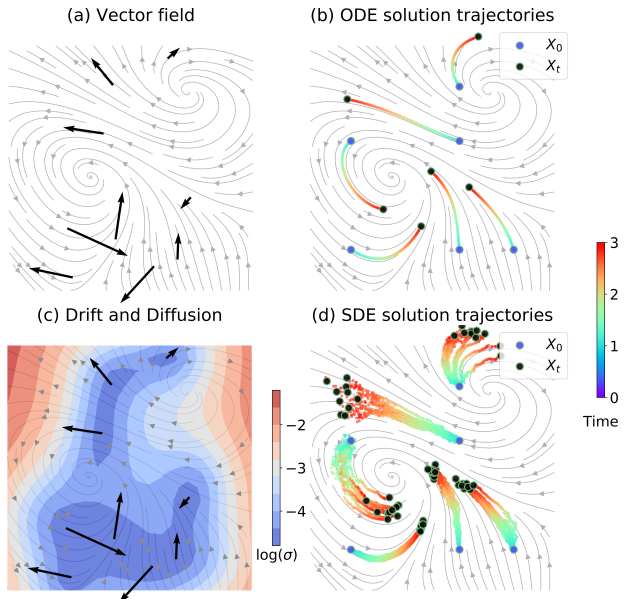 (a) Vector field
(b) ODE solution trajectories
X₀
Xₜ
(c) Drift and Diffusion
(d) SDE solution trajectories
−2
−3
−4
log(σ)
X₀
Xₜ
3
2
1
0
Time